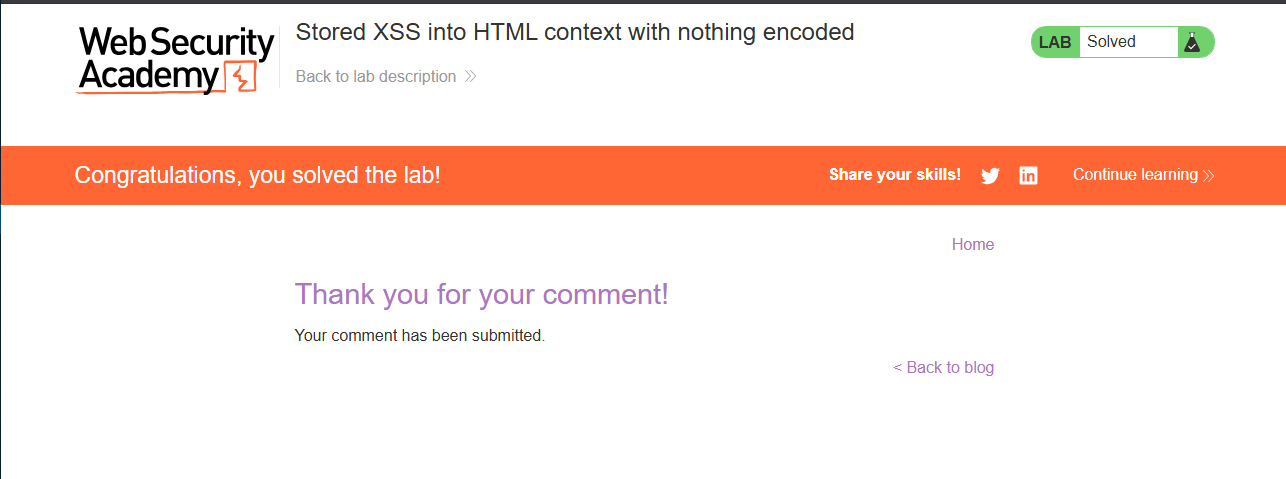 Web Security
Academy
Stored XSS into HTML context with nothing encoded
Back to lab description
LAB Solved
Congratulations, you solved the lab!
Share your skills!
Continue learning
Home
Thank you for your comment!
Your comment has been submitted.
< Back to blog